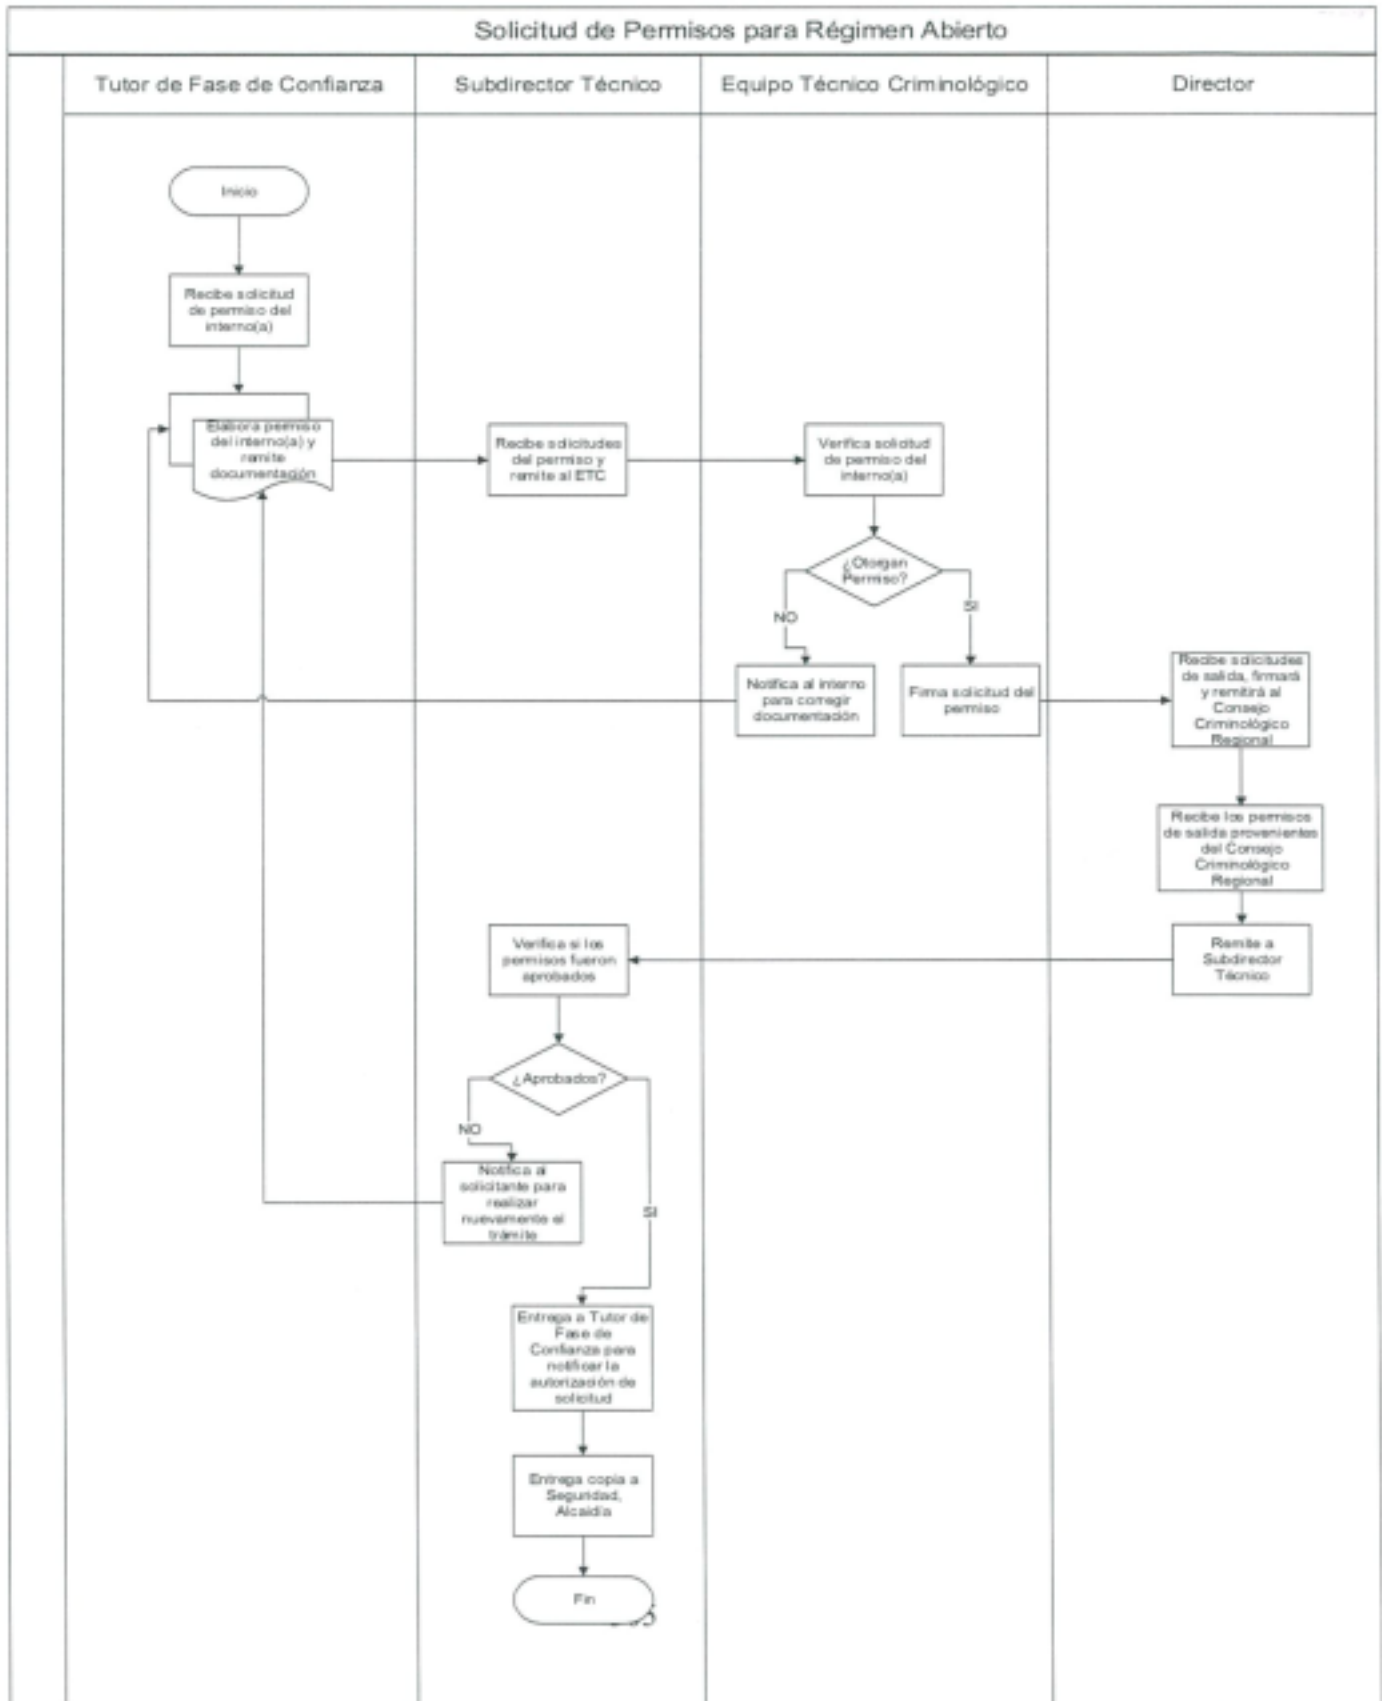 Solicitud de Permisos para Régimen Abierto
Tutor de Fase de Confianza
Subdirector Técnico
Equipo Técnico Criminológico
Director
Inicio
Recibe solicitud
de permiso del
interno(a)
Elabora permiso
del interno(a) y
remite
documentación
Recibe solicitudes
del permiso y
remite al ETC
Verifica solicitud
de permiso del
interno(a)
¿Otorgan
Permiso?
NO
SI
Notifica al interno
para corregir
documentación
Firma solicitud del
permiso
Recibe solicitudes
de salida, firmará
y remitirá al
Consejo
Criminológico
Regional
Recibe los permisos
de salida provenientes
del Consejo
Criminológico
Regional
Remite a
Subdirector
Técnico
Verifica si los
permisos fueron
aprobados
¿Aprobados?
NO
SI
Notifica al
solicitante para
realizar
nuevamente el
trámite
Entrega a Tutor de
Fase de
Confianza para
notificar la
autorización de
solicitud
Entrega copia a
Seguridad,
Alcaidía
Fin